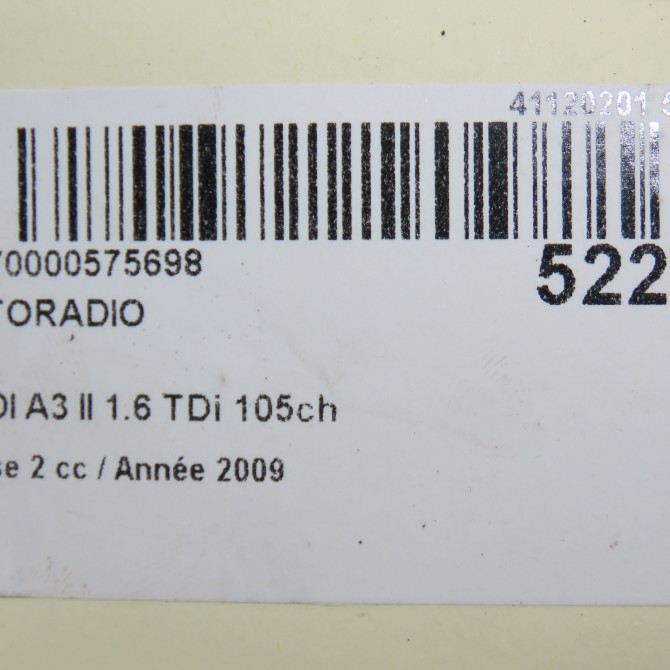 41120201
70000575698
522
TORADIO
DI A3 II 1.6 TDi 105ch
se 2 cc / Année 2009